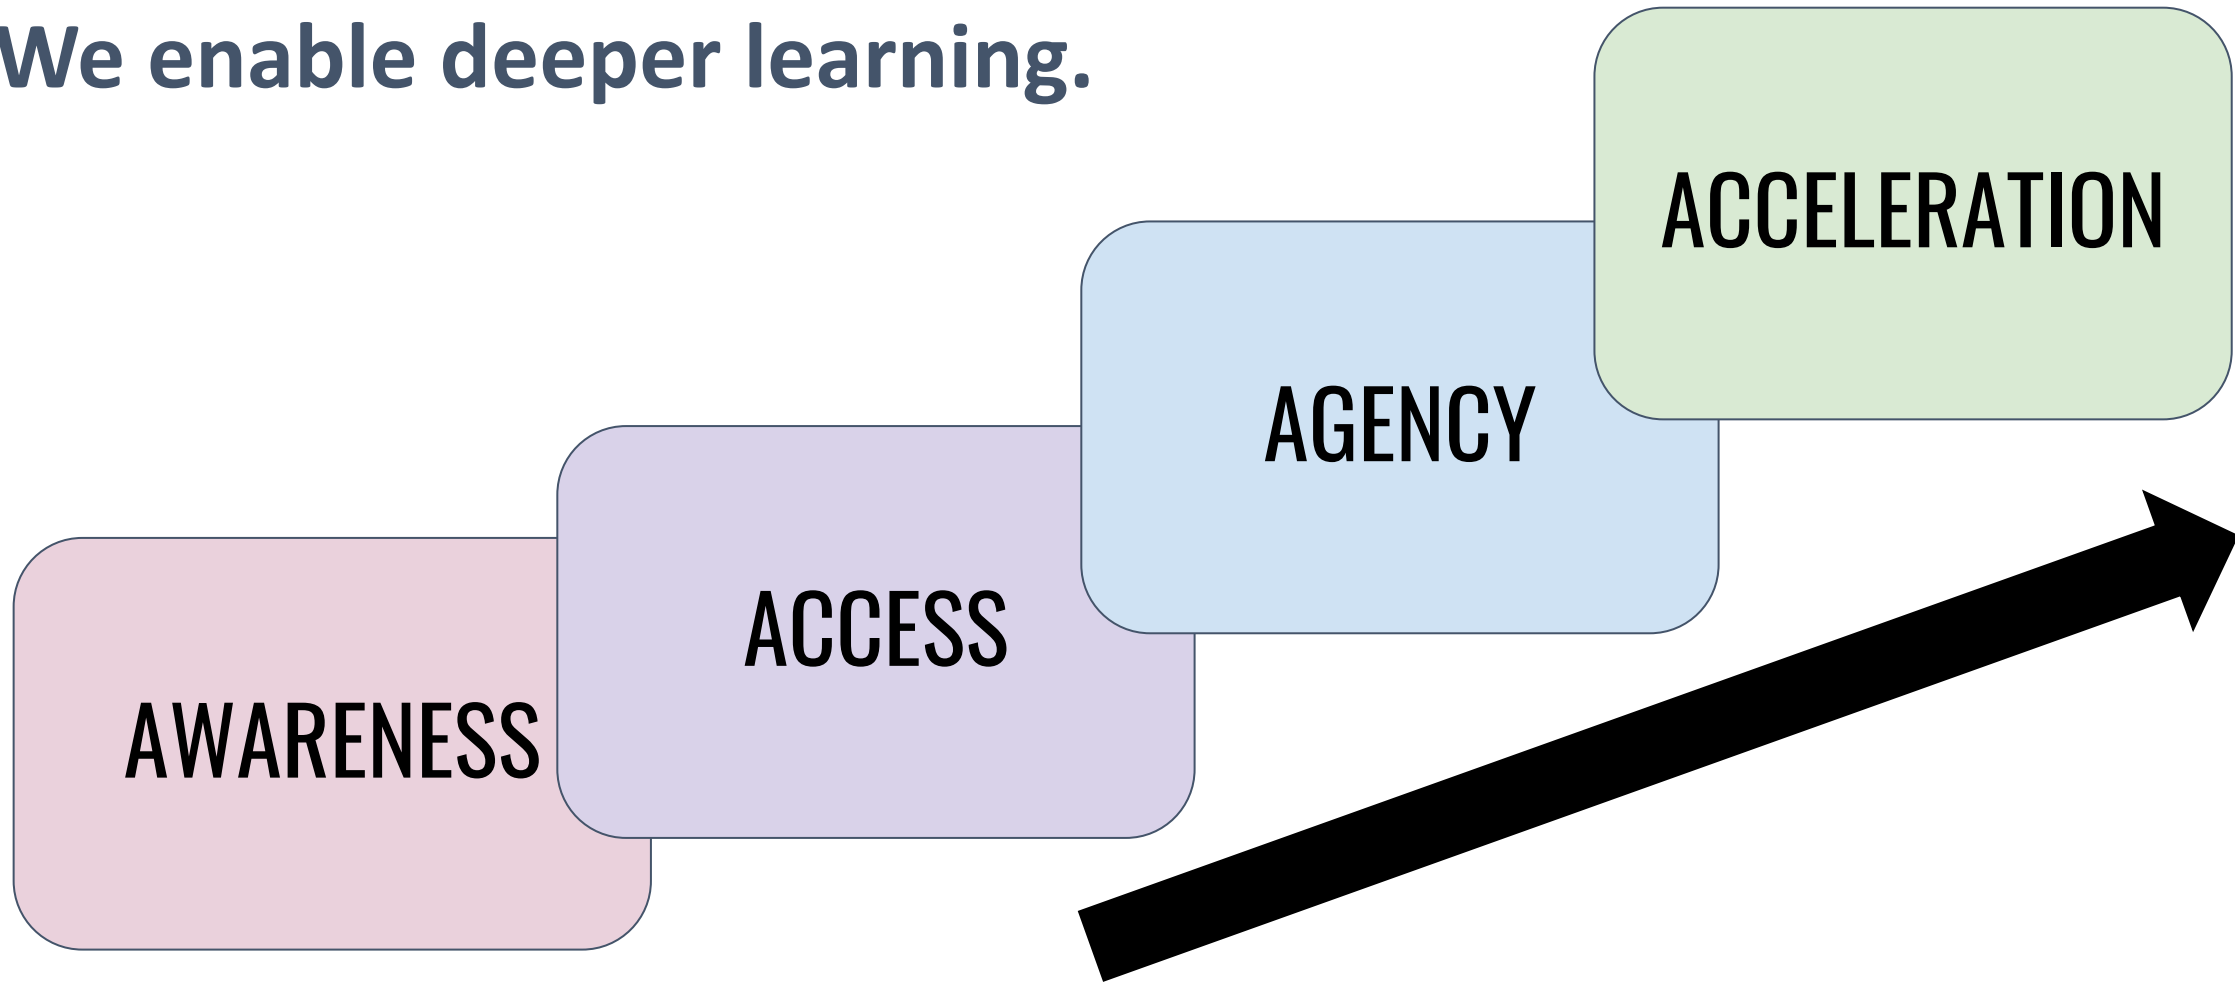 We enable deeper learning.
AWARENESS
ACCESS
AGENCY
ACCELERATION